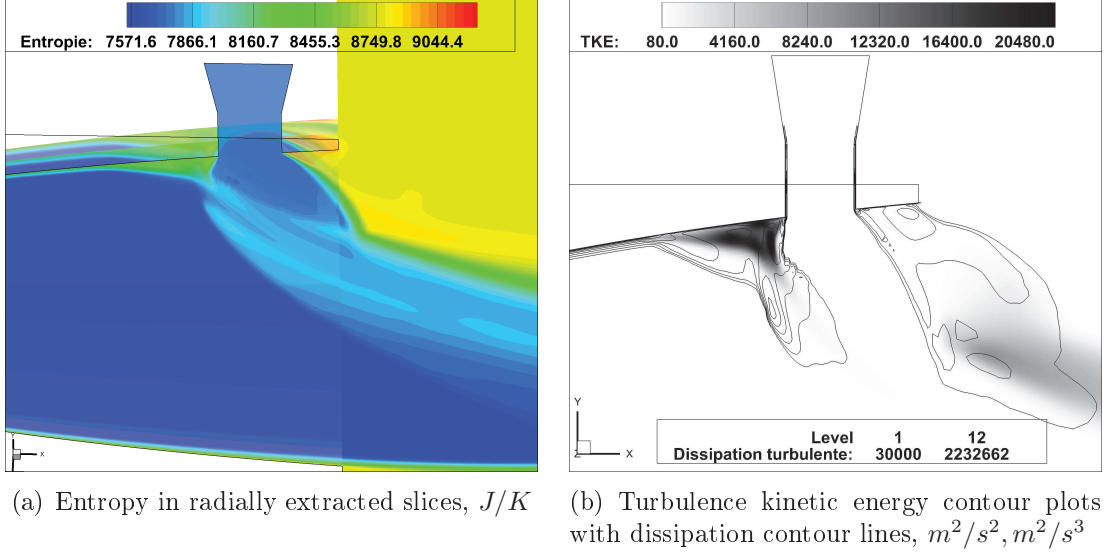 Entropie: 7571.6 7866.1 8160.7 8455.3 8749.8 9044.4
TKE: 80.0 4160.0 8240.0 12320.0 16400.0 20480.0
Y
X
Y
Z
X
Level 1 12
Dissipation turbulente: 30000 2232662
(a) Entropy in radially extracted slices, J/K
(b) Turbulence kinetic energy contour plots
with dissipation contour lines, m²/s², m²/s³